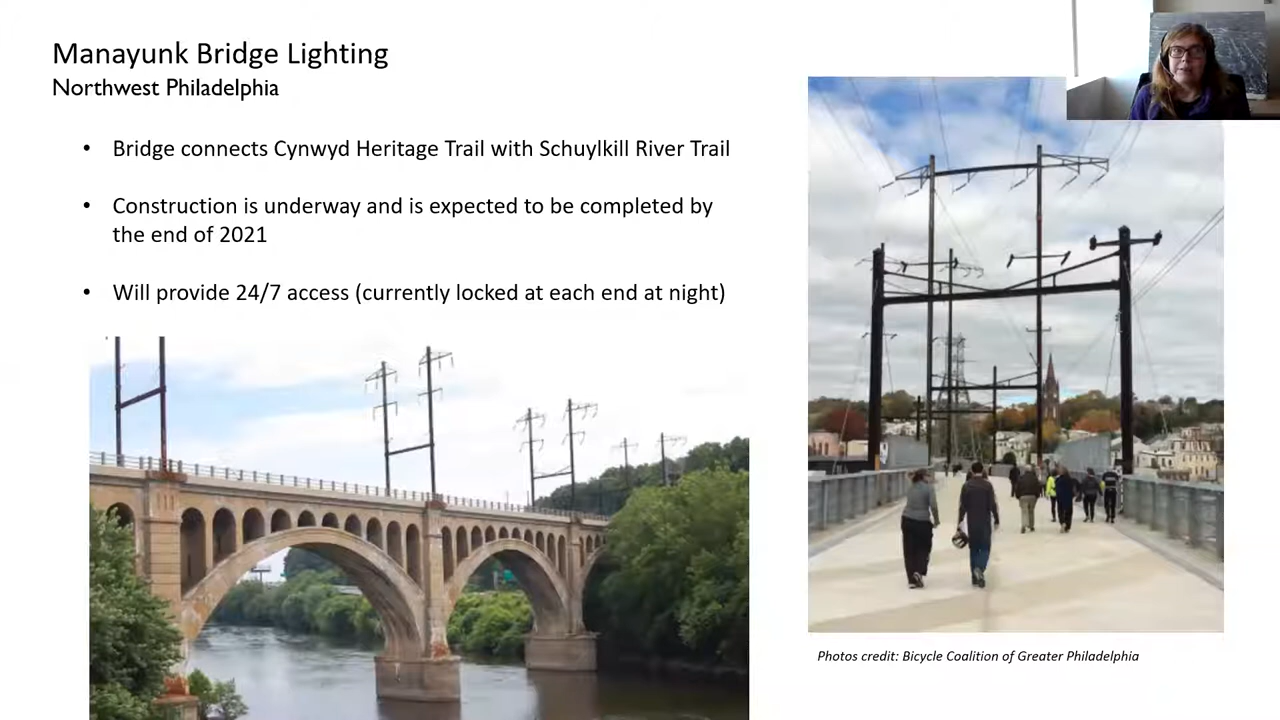 Manayunk Bridge Lighting
Northwest Philadelphia
• Bridge connects Cynwyd Heritage Trail with Schuylkill River Trail
• Construction is underway and is expected to be completed by
the end of 2021
• Will provide 24/7 access (currently locked at each end at night)
Photos credit: Bicycle Coalition of Greater Philadelphia